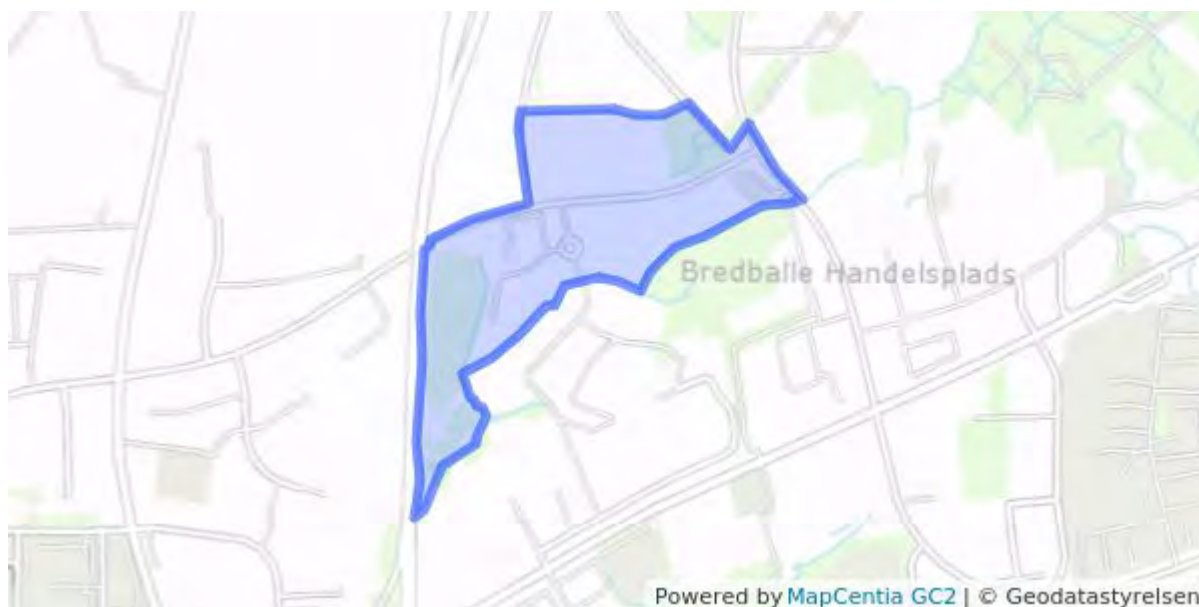 Bredballe Handelsplads
Powered by MapCentia GC2 | © Geodatastyrelsen